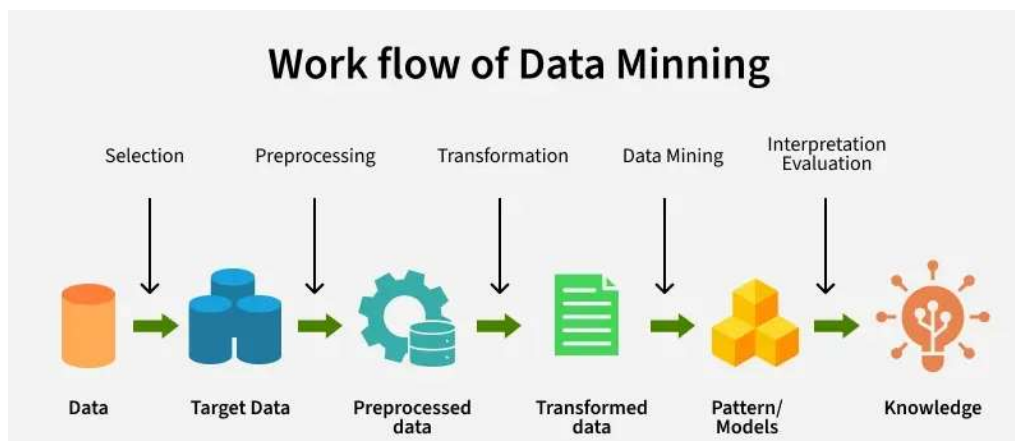 Work flow of Data Minning
Selection
Preprocessing
Transformation
Data Mining
Interpretation
Evaluation
Data
Target Data
Preprocessed
data
Transformed
data
Pattern/
Models
Knowledge